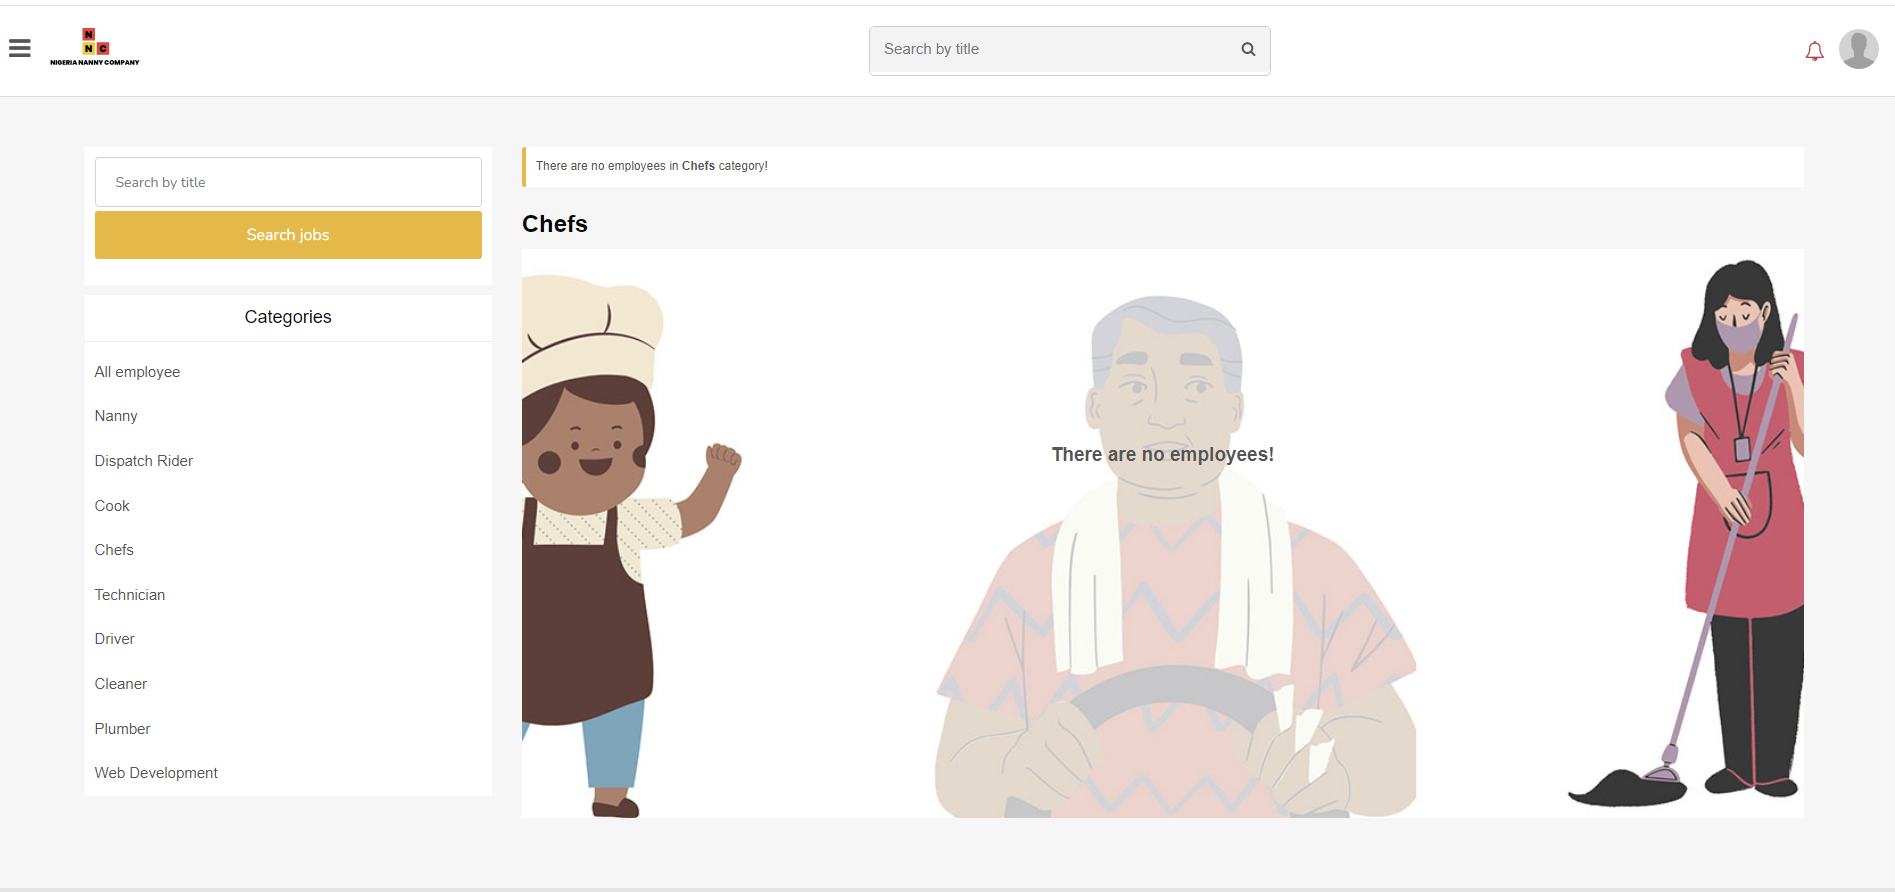 N
N C
NIGERIA NANNY COMPANY
Search by title
Search by title
Search jobs
Categories
All employee
Nanny
Dispatch Rider
Cook
Chefs
Technician
Driver
Cleaner
Plumber
Web Development
There are no employees in Chefs category!
Chefs
There are no employees!